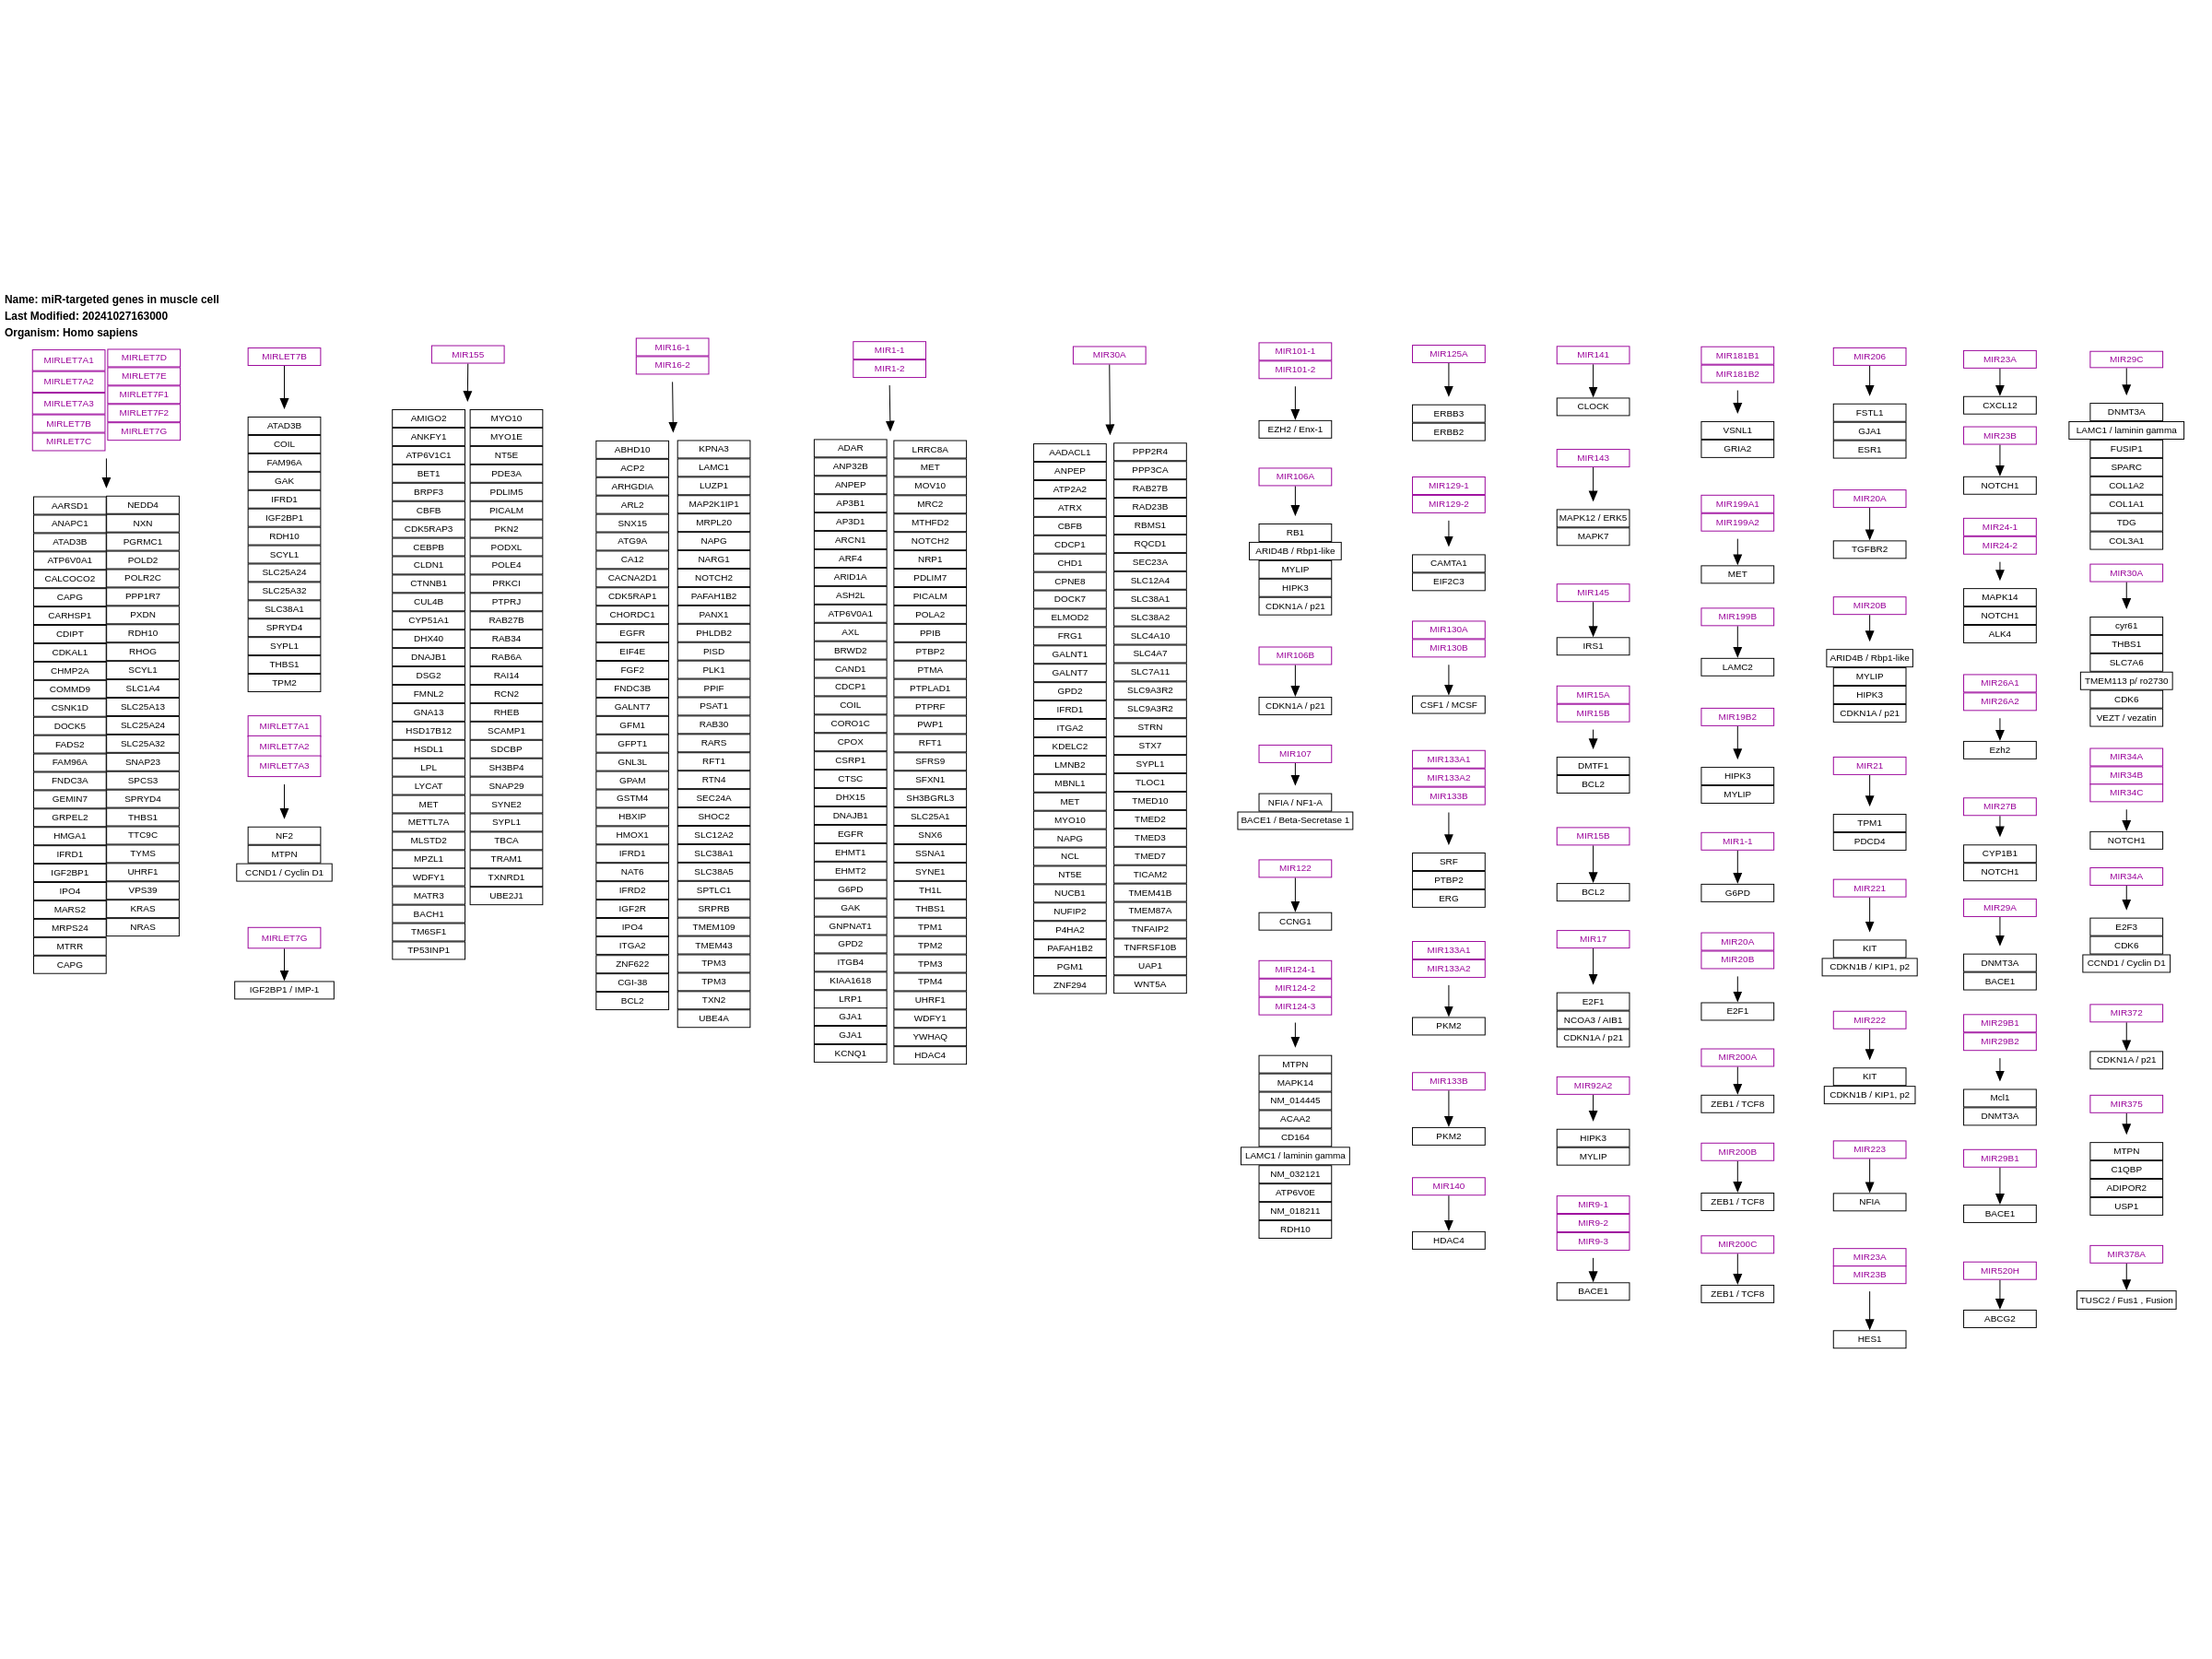 Name: miR-targeted genes in muscle cell
Last Modified: 20241027163000
Organism: Homo sapiens
MIRLET7A1
MIRLET7A2
MIRLET7A3
MIRLET7B
MIRLET7C
MIRLET7D
MIRLET7E
MIRLET7F1
MIRLET7F2
MIRLET7G
AARSD1
ANAPC1
ATAD3B
ATP6V0A1
CALCOCO2
CAPG
CARHSP1
CDIPT
CDKAL1
CHMP2A
COMMD9
CSNK1D
DOCK5
FADS2
FAM96A
FNDC3A
GEMIN7
GRPEL2
HMGA1
IFRD1
IGF2BP1
IPO4
MARS2
MRPS24
MTRR
CAPG
NEDD4
NXN
PGRMC1
POLD2
POLR2C
PPP1R7
PXDN
RDH10
RHOG
SCYL1
SLC1A4
SLC25A13
SLC25A24
SLC25A32
SNAP23
SPCS3
SPRYD4
THBS1
TTC9C
TYMS
UHRF1
VPS39
KRAS
NRAS
MIRLET7B
ATAD3B
COIL
FAM96A
GAK
IFRD1
IGF2BP1
RDH10
SCYL1
SLC25A24
SLC25A32
SLC38A1
SPRYD4
SYPL1
THBS1
TPM2
MIRLET7A1
MIRLET7A2
MIRLET7A3
NF2
MTPN
CCND1 / Cyclin D1
MIRLET7G
IGF2BP1 / IMP-1
MIR155
AMIGO2
ANKFY1
ATP6V1C1
BET1
BRPF3
CBFB
CDK5RAP3
CEBPB
CLDN1
CTNNB1
CUL4B
CYP51A1
DHX40
DNAJB1
DSG2
FMNL2
GNA13
HSD17B12
HSDL1
LPL
LYCAT
MET
METTL7A
MLSTD2
MPZL1
WDFY1
MATR3
BACH1
TM6SF1
TP53INP1
MYO10
MYO1E
NT5E
PDE3A
PDLIM5
PICALM
PKN2
PODXL
POLE4
PRKCI
PTPRJ
RAB27B
RAB34
RAB6A
RAI14
RCN2
RHEB
SCAMP1
SDCBP
SH3BP4
SNAP29
SYNE2
SYPL1
TBCA
TRAM1
TXNRD1
UBE2J1
MIR16-1
MIR16-2
ABHD10
ACP2
ARHGDIA
ARL2
SNX15
ATG9A
CA12
CACNA2D1
CDK5RAP1
CHORDC1
EGFR
EIF4E
FGF2
FNDC3B
GALNT7
GFM1
GFPT1
GNL3L
GPAM
GSTM4
HBXIP
HMOX1
IFRD1
NAT6
IFRD2
IGF2R
IPO4
ITGA2
ZNF622
CGI-38
BCL2
KPNA3
LAMC1
LUZP1
MAP2K1IP1
MRPL20
NAPG
NARG1
NOTCH2
PAFAH1B2
PANX1
PHLDB2
PISD
PLK1
PPIF
PSAT1
RAB30
RARS
RFT1
RTN4
SEC24A
SHOC2
SLC12A2
SLC38A1
SLC38A5
SPTLC1
SRPRB
TMEM109
TMEM43
TPM3
TPM3
TXN2
UBE4A
MIR1-1
MIR1-2
ADAR
ANP32B
ANPEP
AP3B1
AP3D1
ARCN1
ARF4
ARID1A
ASH2L
ATP6V0A1
AXL
BRWD2
CAND1
CDCP1
COIL
CORO1C
CPOX
CSRP1
CTSC
DHX15
DNAJB1
EGFR
EHMT1
EHMT2
G6PD
GAK
GNPNAT1
GPD2
ITGB4
KIAA1618
LRP1
GJA1
GJA1
KCNQ1
LRRC8A
MET
MOV10
MRC2
MTHFD2
NOTCH2
NRP1
PDLIM7
PICALM
POLA2
PPIB
PTBP2
PTMA
PTPLAD1
PTPRF
PWP1
RFT1
SFRS9
SFXN1
SH3BGRL3
SLC25A1
SNX6
SSNA1
SYNE1
TH1L
THBS1
TPM1
TPM2
TPM3
TPM4
UHRF1
WDFY1
YWHAQ
HDAC4
MIR30A
AADACL1
ANPEP
ATP2A2
ATRX
CBFB
CDCP1
CHD1
CPNE8
DOCK7
ELMOD2
FRG1
GALNT1
GALNT7
GPD2
IFRD1
ITGA2
KDELC2
LMNB2
MBNL1
MET
MYO10
NAPG
NCL
NT5E
NUCB1
NUFIP2
P4HA2
PAFAH1B2
PGM1
ZNF294
PPP2R4
PPP3CA
RAB27B
RAD23B
RBMS1
RQCD1
SEC23A
SLC12A4
SLC38A1
SLC38A2
SLC4A10
SLC4A7
SLC7A11
SLC9A3R2
SLC9A3R2
STRN
STX7
SYPL1
TLOC1
TMED10
TMED2
TMED3
TMED7
TICAM2
TMEM41B
TMEM87A
TNFAIP2
TNFRSF10B
UAP1
WNT5A
MIR101-1
MIR101-2
EZH2 / Enx-1
MIR106A
RB1
ARID4B / Rbp1-like
MYLIP
HIPK3
CDKN1A / p21
MIR106B
CDKN1A / p21
MIR107
NFIA / NF1-A
BACE1 / Beta-Secretase 1
MIR122
CCNG1
MIR124-1
MIR124-2
MIR124-3
MTPN
MAPK14
NM_014445
ACAA2
CD164
LAMC1 / laminin gamma
NM_032121
ATP6V0E
NM_018211
RDH10
MIR125A
ERBB3
ERBB2
MIR129-1
MIR129-2
CAMTA1
EIF2C3
MIR130A
MIR130B
CSF1 / MCSF
MIR133A1
MIR133A2
MIR133B
SRF
PTBP2
ERG
MIR133A1
MIR133A2
PKM2
MIR133B
PKM2
MIR140
HDAC4
MIR141
CLOCK
MIR143
MAPK12 / ERK5
MAPK7
MIR145
IRS1
MIR15A
MIR15B
DMTF1
BCL2
MIR15B
BCL2
MIR17
E2F1
NCOA3 / AIB1
CDKN1A / p21
MIR92A2
HIPK3
MYLIP
MIR9-1
MIR9-2
MIR9-3
BACE1
MIR181B1
MIR181B2
VSNL1
GRIA2
MIR199A1
MIR199A2
MET
MIR199B
LAMC2
MIR19B2
HIPK3
MYLIP
MIR1-1
G6PD
MIR20A
MIR20B
E2F1
MIR200A
ZEB1 / TCF8
MIR200B
ZEB1 / TCF8
MIR200C
ZEB1 / TCF8
MIR206
FSTL1
GJA1
ESR1
MIR20A
TGFBR2
MIR20B
ARID4B / Rbp1-like
MYLIP
HIPK3
CDKN1A / p21
MIR21
TPM1
PDCD4
MIR221
KIT
CDKN1B / KIP1, p2
MIR222
KIT
CDKN1B / KIP1, p2
MIR223
NFIA
MIR23A
MIR23B
HES1
MIR23A
CXCL12
MIR23B
NOTCH1
MIR24-1
MIR24-2
MAPK14
NOTCH1
ALK4
MIR26A1
MIR26A2
Ezh2
MIR27B
CYP1B1
NOTCH1
MIR29A
DNMT3A
BACE1
MIR29B1
MIR29B2
Mcl1
DNMT3A
MIR29B1
BACE1
MIR520H
ABCG2
MIR29C
DNMT3A
LAMC1 / laminin gamma
FUSIP1
SPARC
COL1A2
COL1A1
TDG
COL3A1
MIR30A
cyr61
THBS1
SLC7A6
TMEM113 p/ ro2730
CDK6
VEZT / vezatin
MIR34A
MIR34B
MIR34C
NOTCH1
MIR34A
E2F3
CDK6
CCND1 / Cyclin D1
MIR372
CDKN1A / p21
MIR375
MTPN
C1QBP
ADIPOR2
USP1
MIR378A
TUSC2 / Fus1 , Fusion